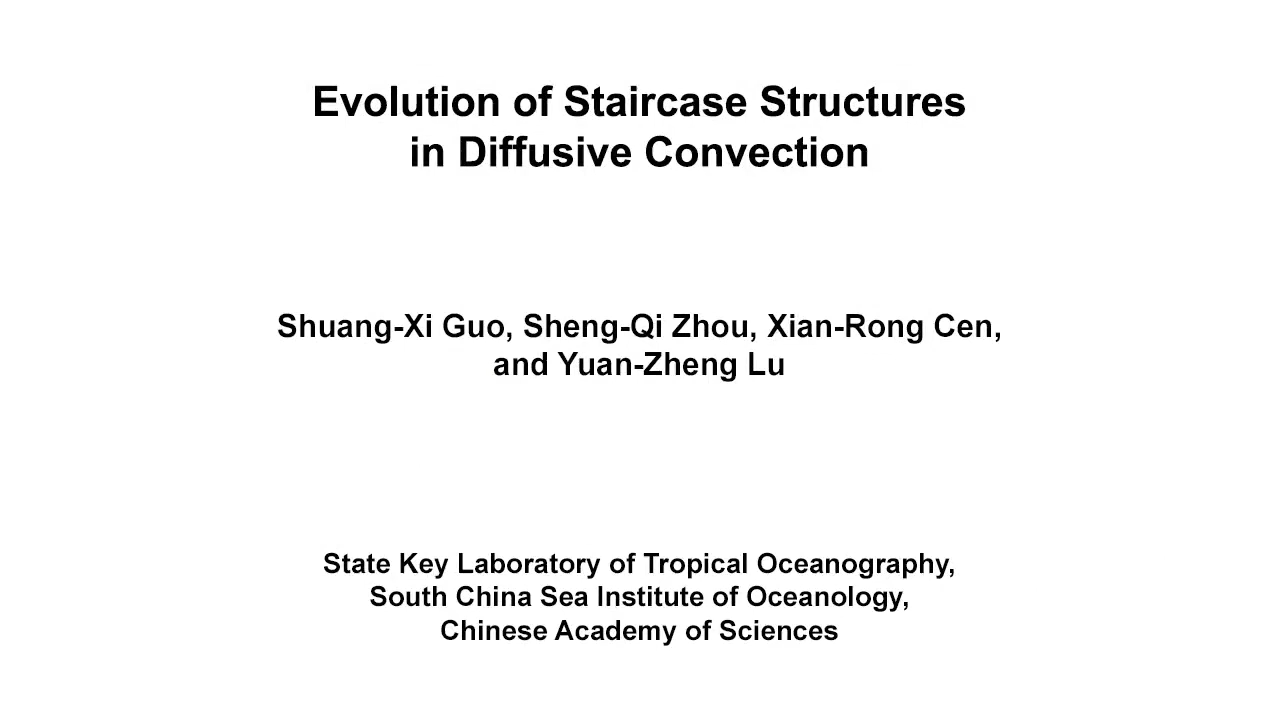 Evolution of Staircase Structures
in Diffusive Convection
Shuang-Xi Guo, Sheng-Qi Zhou, Xian-Rong Cen,
and Yuan-Zheng Lu
State Key Laboratory of Tropical Oceanography,
South China Sea Institute of Oceanology,
Chinese Academy of Sciences